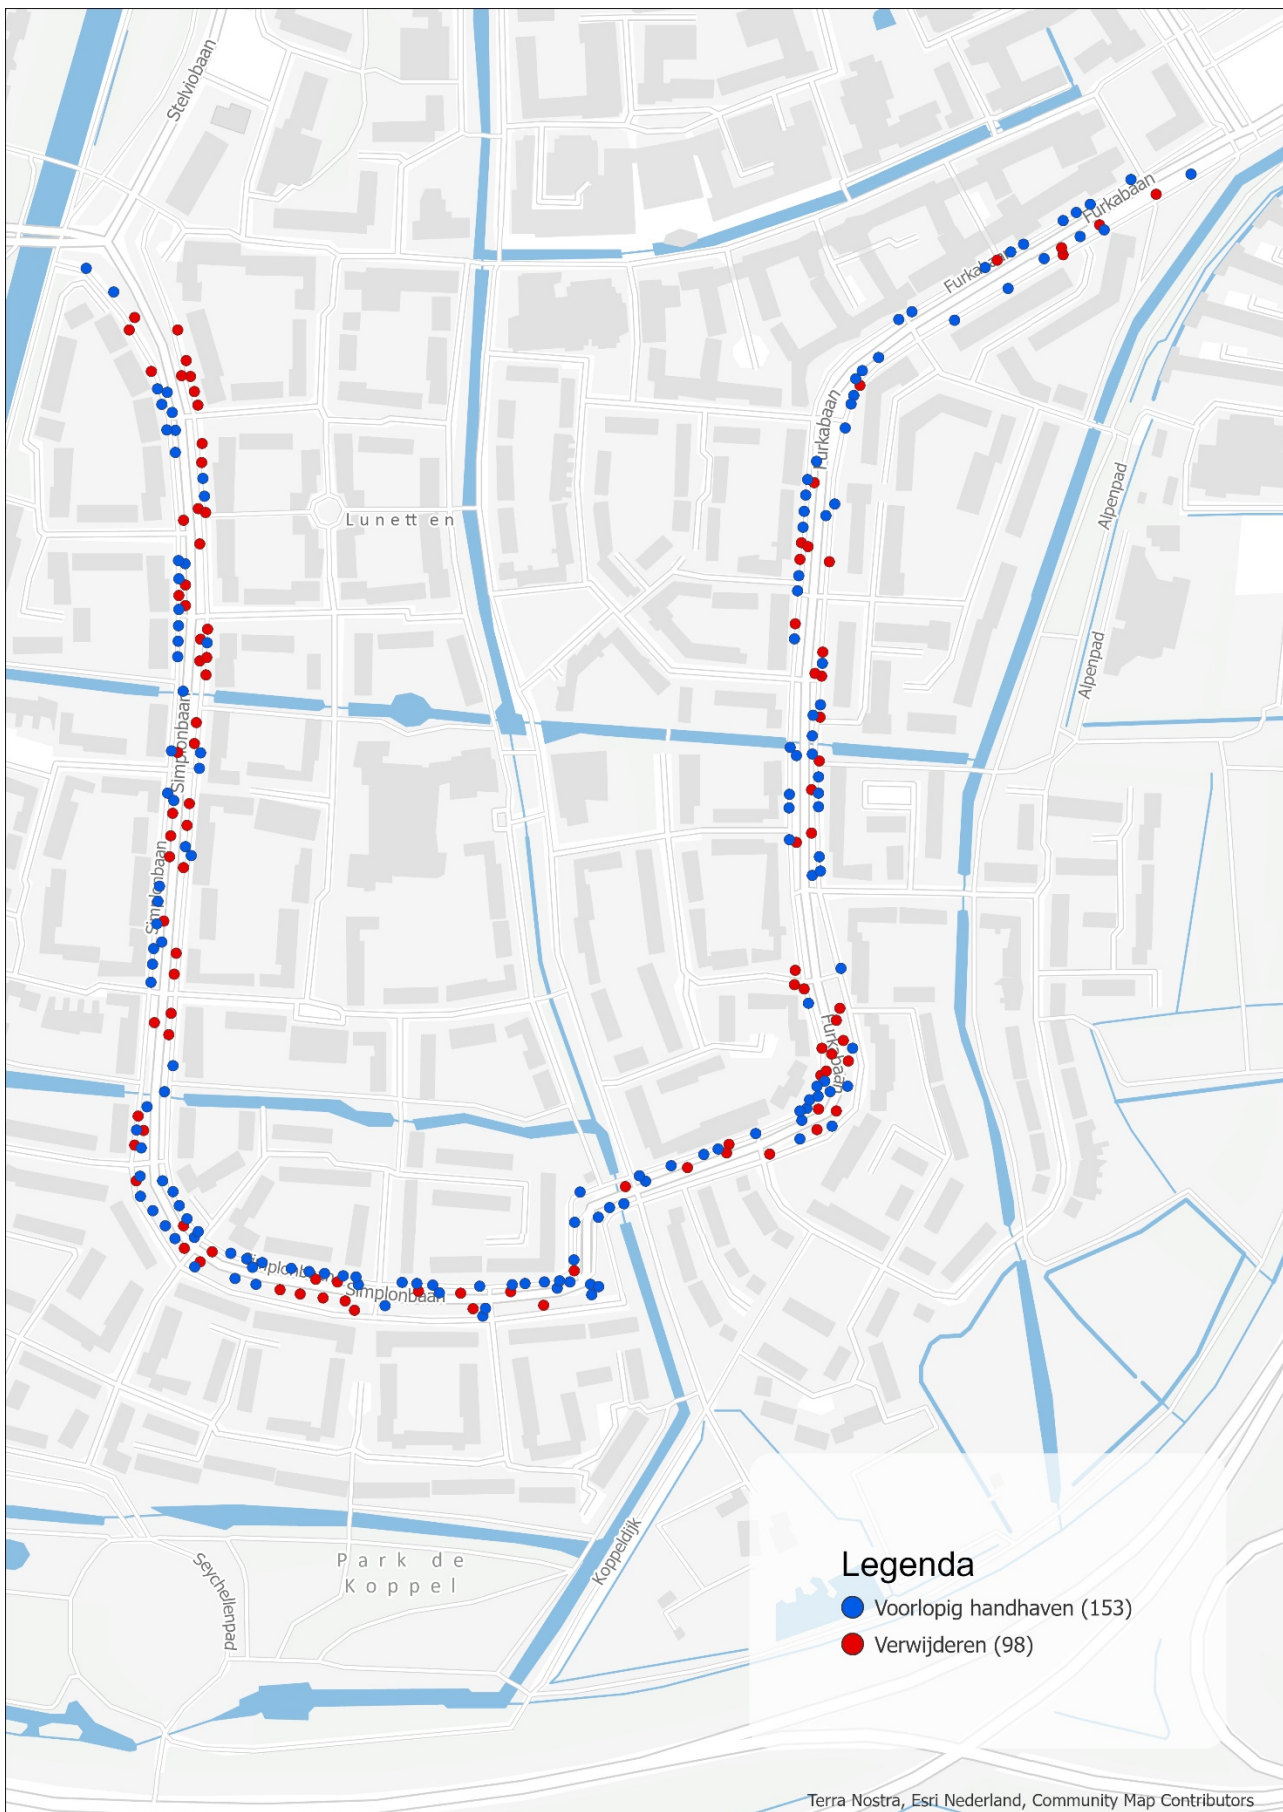 Stelviobaan
Furkabaan
Furkabaan
Furkabaan
Alpenpad
Lunetten
Alpenpad
Simplonbaan
Simplonbaan
Furkabaan
Simplonbaan
Simplonbaan
Koppeldijk
Seychellenpad
Park de
Koppel
Legenda
Voorlopig handhaven (153)
Verwijderen (98)
Terra Nostra, Esri Nederland, Community Map Contributors